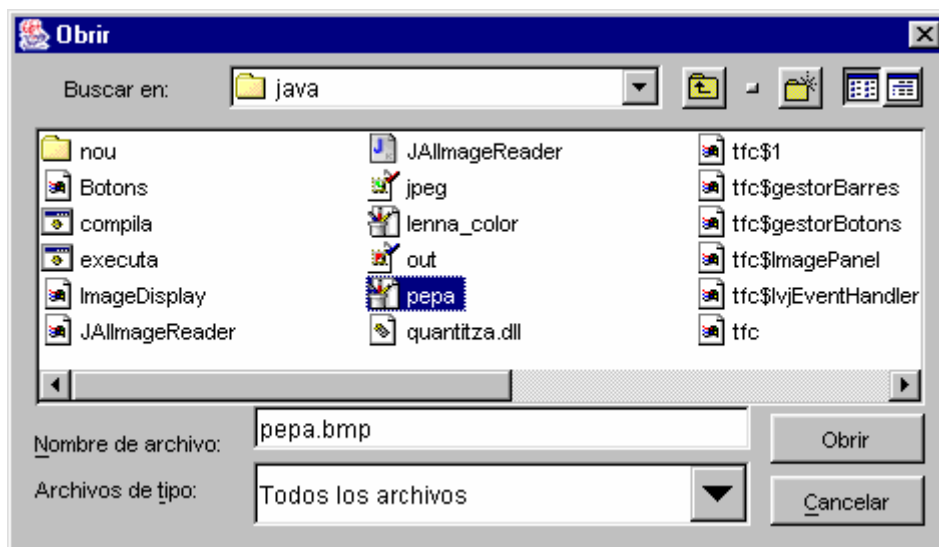 Obrir
Buscar en: java
nou JAIImageReader tfc$1
Botons jpeg tfc$gestorBarres
compila lenna_color tfc$gestorBotons
executa out tfc$ImagePanel
ImageDisplay pepa tfc$IvjEventHandler
JAIImageReader quantitza.dll tfc
Nombre de archivo: pepa.bmp Obrir
Archivos de tipo: Todos los archivos Cancelar